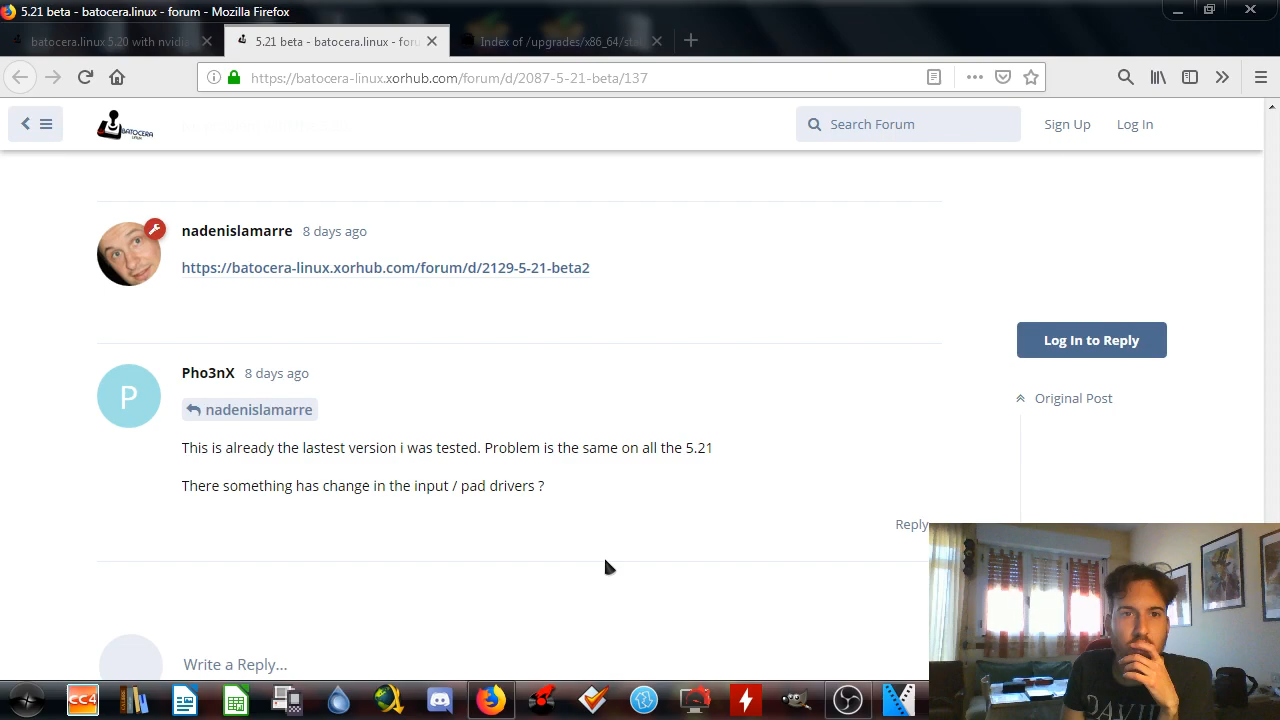 5.21 beta - batocera.linux - forum - Mozilla Firefox
batocera.linux 5.20 with nvidia
5.21 beta - batocera.linux - foru
Index of /upgrades/x86_64/sta
https://batocera-linux.xorhub.com/forum/d/2087-5-21-beta/137
BATOCERA
LINUX
Search Forum
Sign Up
Log In
nadenislamarre 8 days ago
https://batocera-linux.xorhub.com/forum/d/2129-5-21-beta2
Log In to Reply
Pho3nX 8 days ago
Original Post
nadenislamarre
This is already the lastest version i was tested. Problem is the same on all the 5.21
There something has change in the input / pad drivers ?
Reply
P
Write a Reply...
CC4